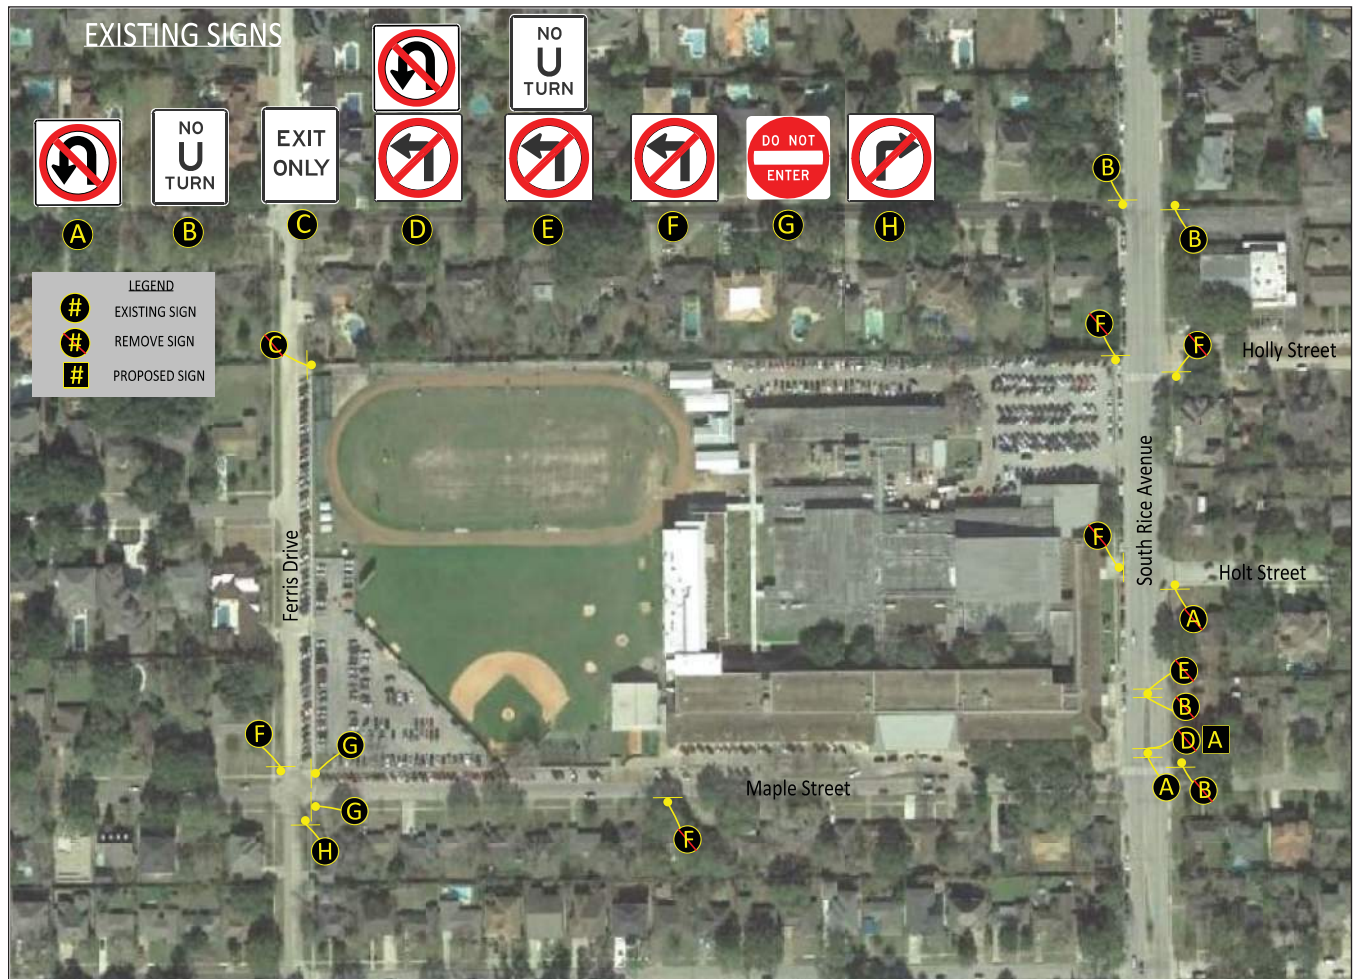 EXISTING SIGNS
NO
U
TURN
NO
U
TURN
EXIT
ONLY
DO NOT
ENTER
A
B
C
D
E
F
G
H
LEGEND
# EXISTING SIGN
# REMOVE SIGN
# PROPOSED SIGN
B
B
C
F
F
Holly Street
South Rice Avenue
Ferris Drive
F
Holt Street
A
E
B
D A
F
G
A
B
Maple Street
G
H
F